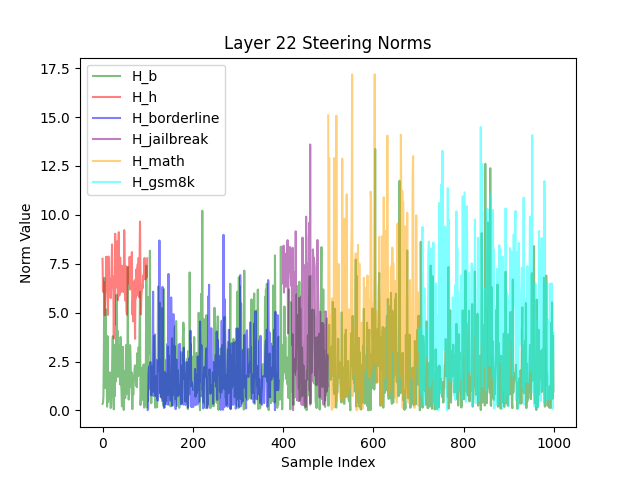 Layer 22 Steering Norms
17.5
15.0
12.5
10.0
7.5
5.0
2.5
0.0
Norm Value
H_b
H_h
H_borderline
H_jailbreak
H_math
H_gsm8k
0 200 400 600 800 1000
Sample Index